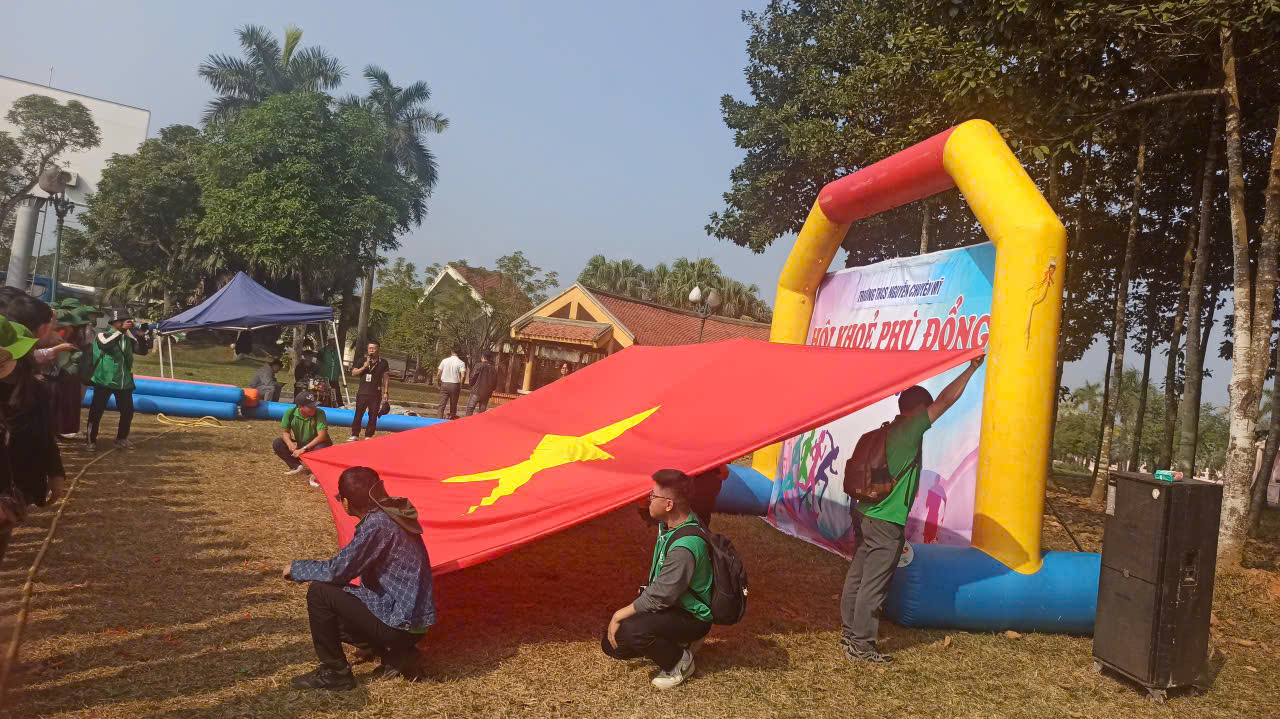 TRƯỜNG THCS NGUYỄN CHUYÊN MỸ
HỘI KHOẺ PHÙ ĐỔNG